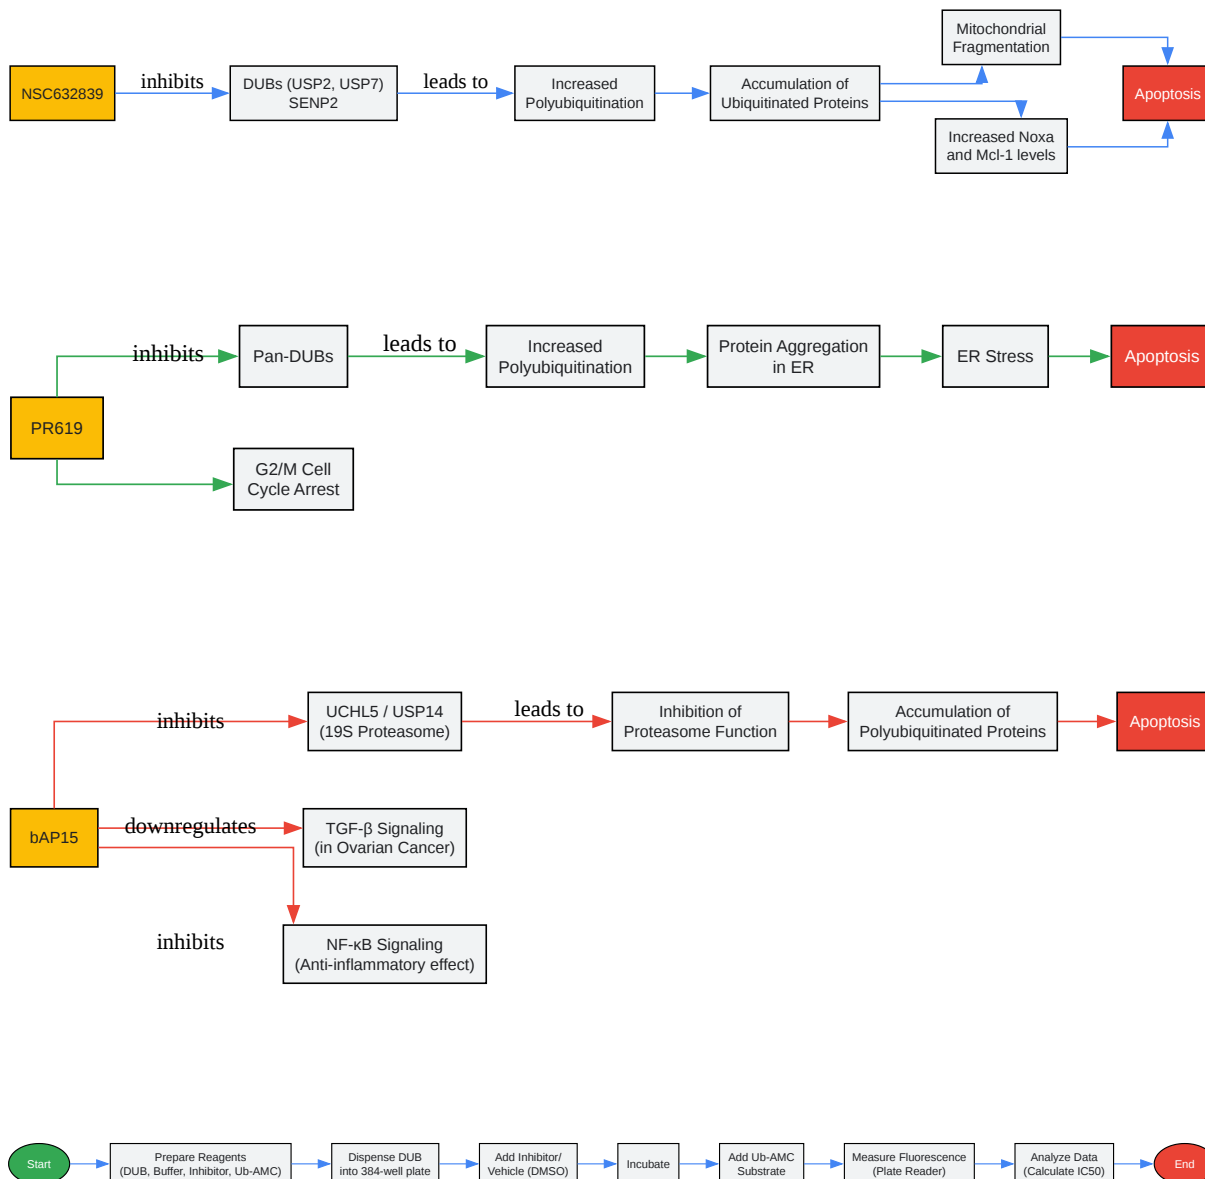 NSC632839
inhibits
DUBs (USP2, USP7)
SENP2
leads to
Increased
Polyubiquitination
Accumulation of
Ubiquitinated Proteins
Mitochondrial
Fragmentation
Increased Noxa
and Mcl-1 levels
Apoptosis
PR619
inhibits
Pan-DUBs
leads to
Increased
Polyubiquitination
Protein Aggregation
in ER
ER Stress
Apoptosis
G2/M Cell
Cycle Arrest
bAP15
inhibits
UCHL5 / USP14
(19S Proteasome)
leads to
Inhibition of
Proteasome Function
Accumulation of
Polyubiquitinated Proteins
Apoptosis
downregulates
TGF-β Signaling
(in Ovarian Cancer)
inhibits
NF-κB Signaling
(Anti-inflammatory effect)
Start
Prepare Reagents
(DUB, Buffer, Inhibitor, Ub-AMC)
Dispense DUB
into 384-well plate
Add Inhibitor/
Vehicle (DMSO)
Incubate
Add Ub-AMC
Substrate
Measure Fluorescence
(Plate Reader)
Analyze Data
(Calculate IC50)
End